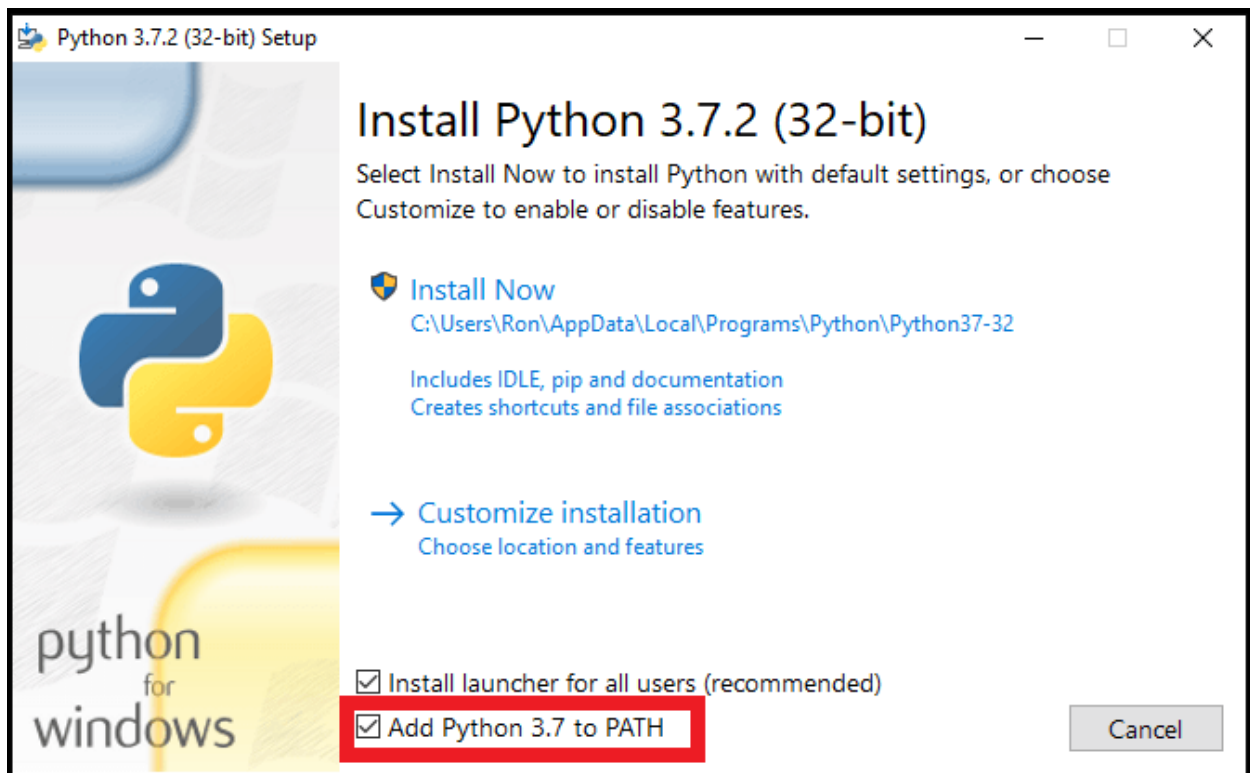 Python 3.7.2 (32-bit) Setup
Install Python 3.7.2 (32-bit)
Select Install Now to install Python with default settings, or choose
Customize to enable or disable features.
Install Now
C:\Users\Ron\AppData\Local\Programs\Python\Python37-32
Includes IDLE, pip and documentation
Creates shortcuts and file associations
Customize installation
Choose location and features
python
for
windows
Install launcher for all users (recommended)
Add Python 3.7 to PATH
Cancel